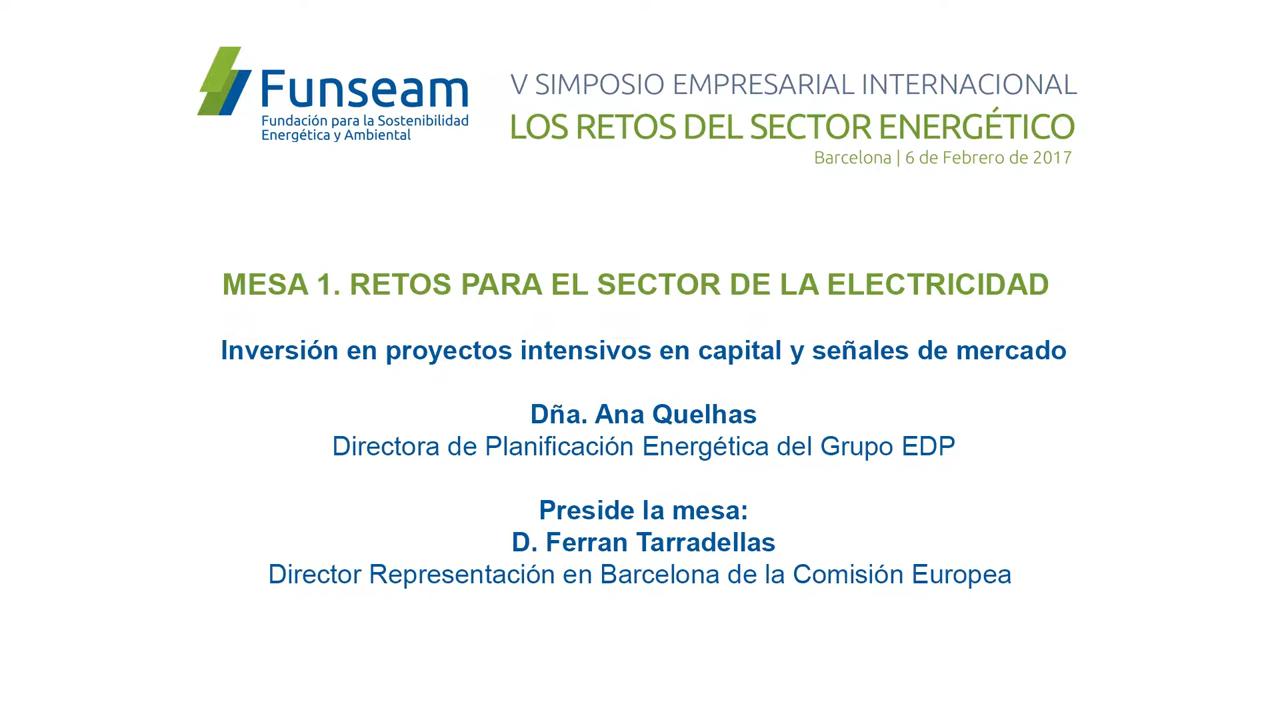 Funseam
Fundación para la Sostenibilidad
Energética y Ambiental
V SIMPOSIO EMPRESARIAL INTERNACIONAL
LOS RETOS DEL SECTOR ENERGÉTICO
Barcelona | 6 de Febrero de 2017
MESA 1. RETOS PARA EL SECTOR DE LA ELECTRICIDAD
Inversión en proyectos intensivos en capital y señales de mercado
Dña. Ana Quelhas
Directora de Planificación Energética del Grupo EDP
Preside la mesa:
D. Ferran Tarradellas
Director Representación en Barcelona de la Comisión Europea